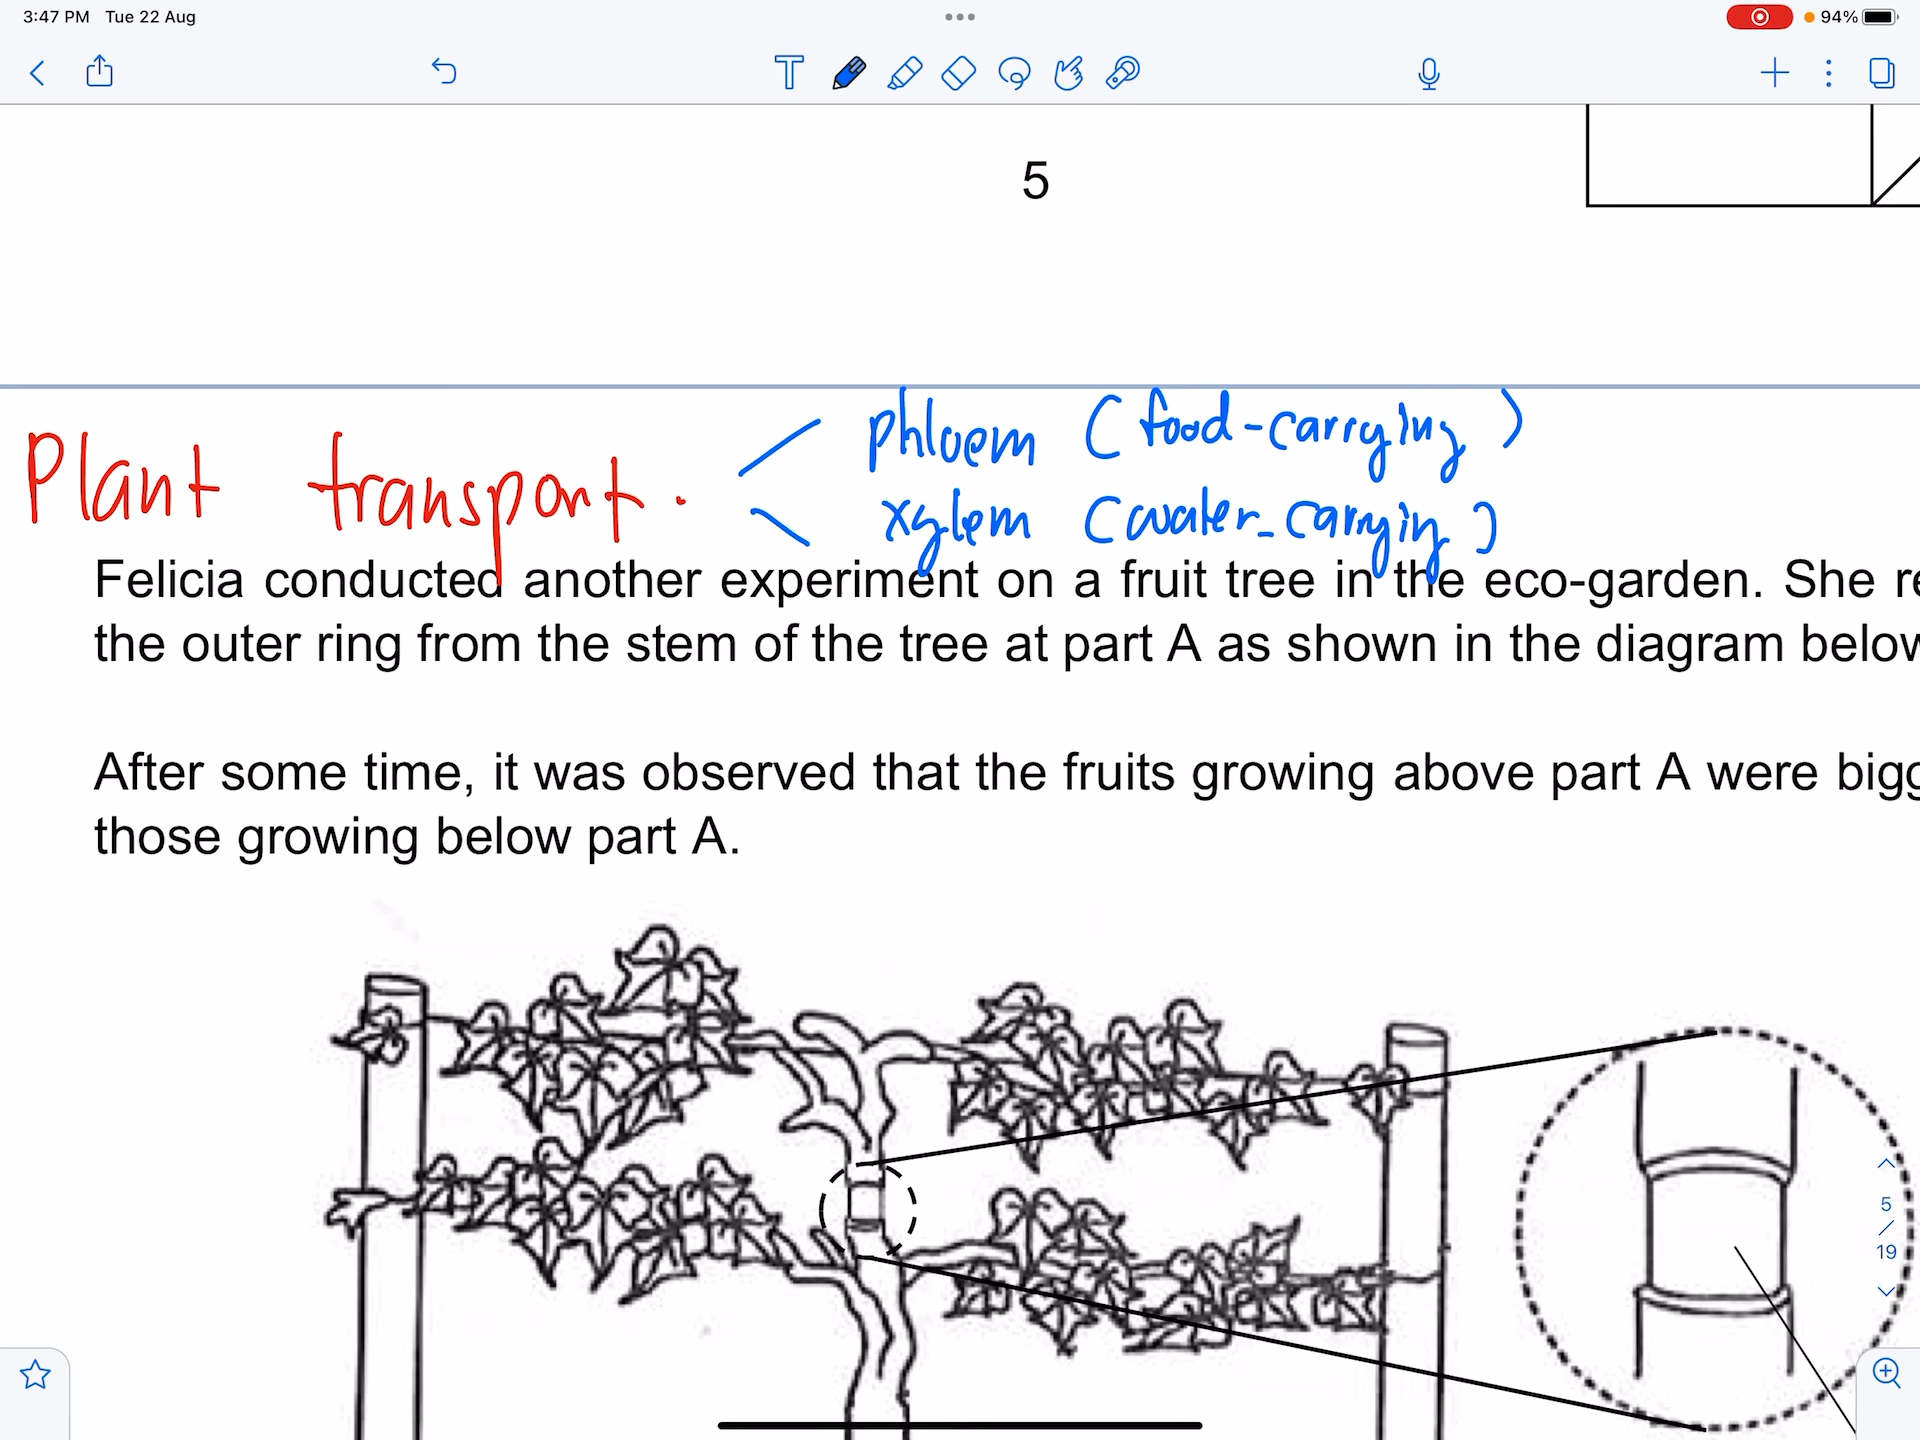 3:47 PM Tue 22 Aug
94%
5
phloem (food-carrying)
Plant transport.
xylem (water-carryin)
Felicia conducted another experiment on a fruit tree in the eco-garden. She re
the outer ring from the stem of the tree at part A as shown in the diagram below
After some time, it was observed that the fruits growing above part A were bigg
those growing below part A.
5
/
19